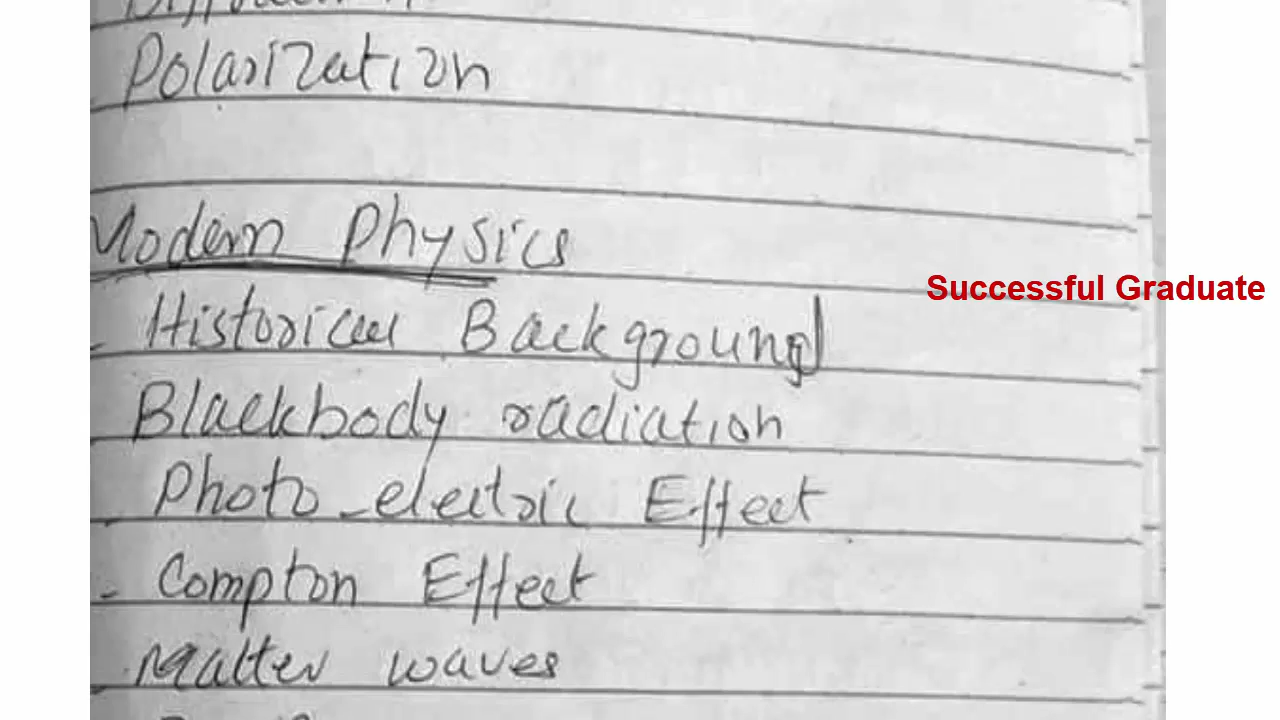 Polarization
Modern Physics
Successful Graduate
- Historical Background
Blackbody radiation
- Photo-electric Effect
- Compton Effect
- Matter waves